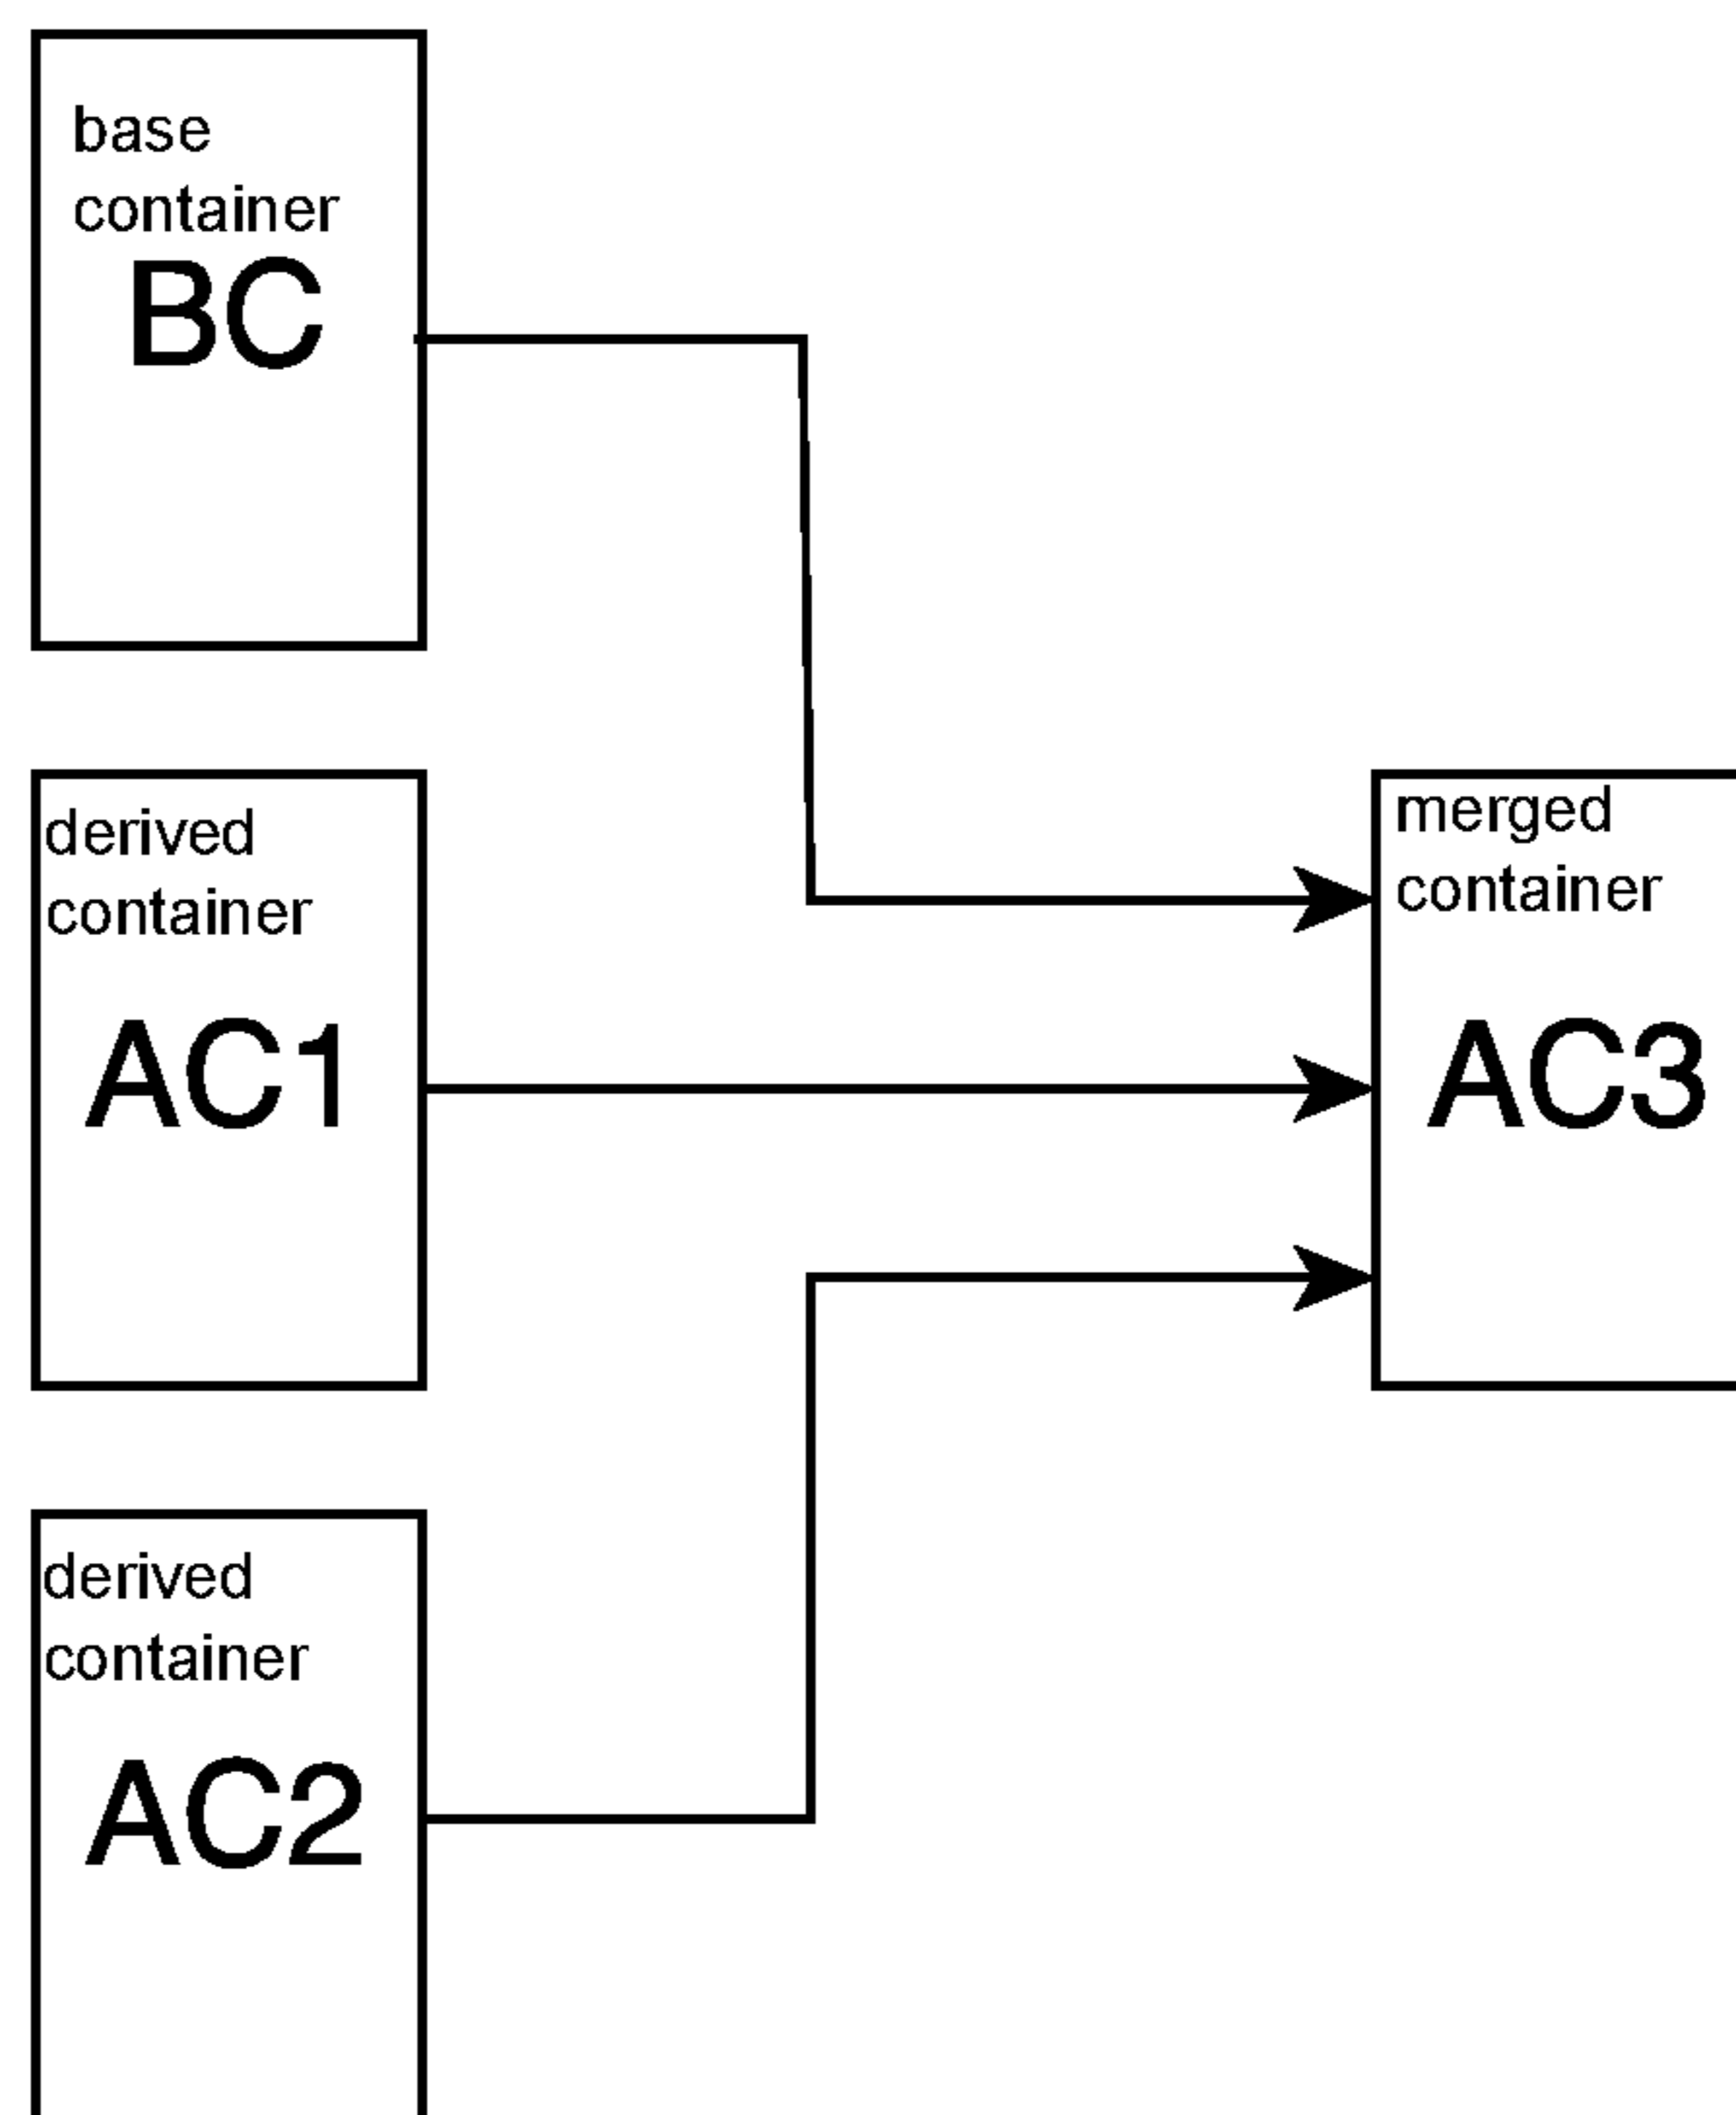 base
container
BC
derived
container
AC1
merged
container
AC3
derived
container
AC2